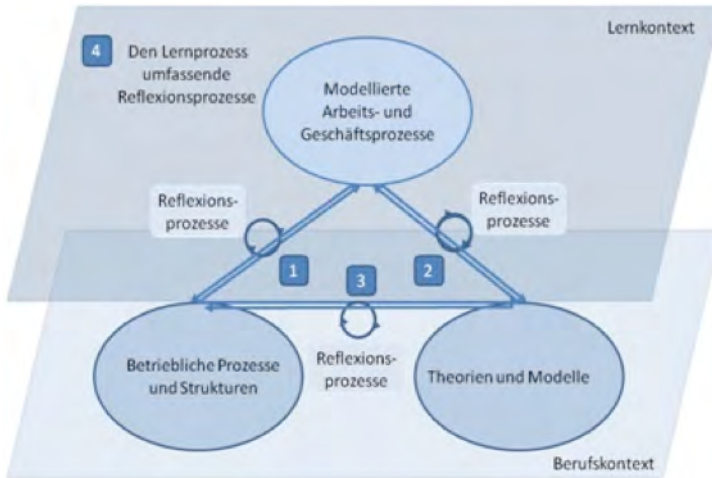 Lernkontext
4
Den Lernprozess
umfassende
Reflexionsprozesse
Modellierte
Arbeits- und
Geschäftsprozesse
Reflexions-
prozesse
Reflexions-
prozesse
1
3
2
Betriebliche Prozesse
und Strukturen
Reflexions-
prozesse
Theorien und Modelle
Berufskontext